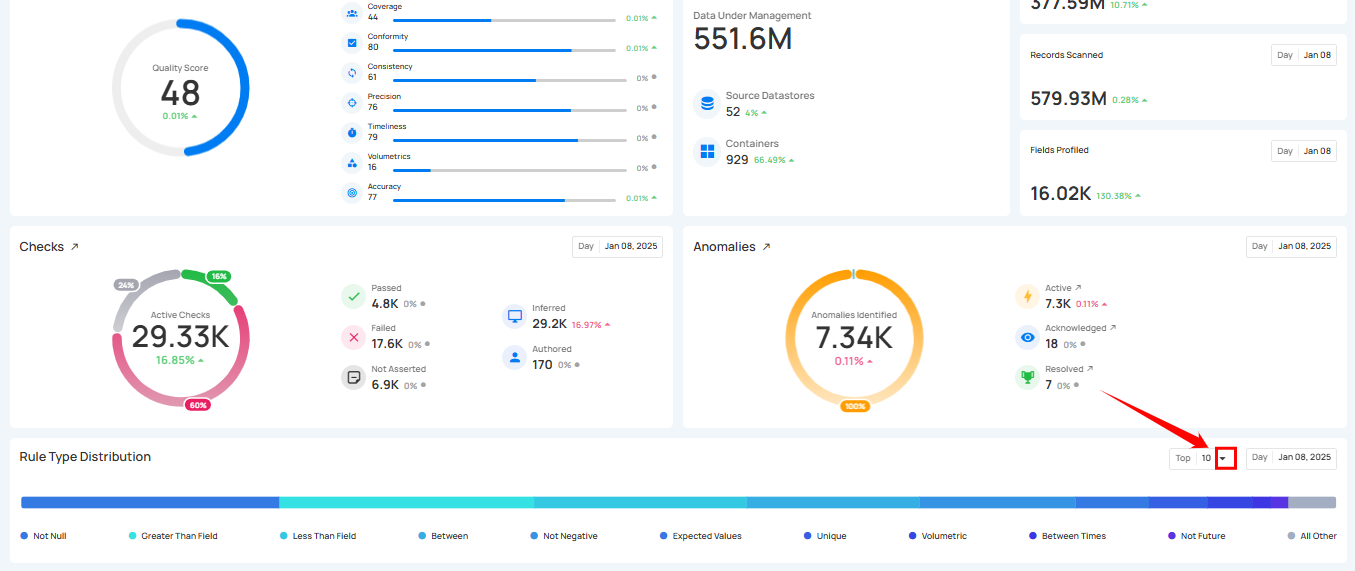 Coverage
44
0.01%
Conformity
80
0.01%
Consistency
61
0%
Precision
76
0%
Timeliness
79
0%
Volumetrics
16
0%
Accuracy
77
0.01%
Quality Score
48
0.01%
Data Under Management
551.6M
Source Datastores
52 4%
Containers
929 66.49%
377.59M 10.71%
Records Scanned
Day Jan 08
579.93M 0.28%
Fields Profiled
Day Jan 08
16.02K 130.38%
Checks
Day Jan 08, 2025
24%
16%
Active Checks
29.33K
16.85%
60%
Passed
4.8K 0%
Failed
17.6K 0%
Not Asserted
6.9K 0%
Inferred
29.2K 16.97%
Authored
170 0%
Anomalies
Day Jan 08, 2025
Anomalies Identified
7.34K
0.11%
100%
Active
7.3K 0.11%
Acknowledged
18 0%
Resolved
7 0%
Rule Type Distribution
Top 10
Day Jan 08, 2025
Not Null Greater Than Field Less Than Field Between Not Negative Expected Values Unique Volumetric Between Times Not Future All Other